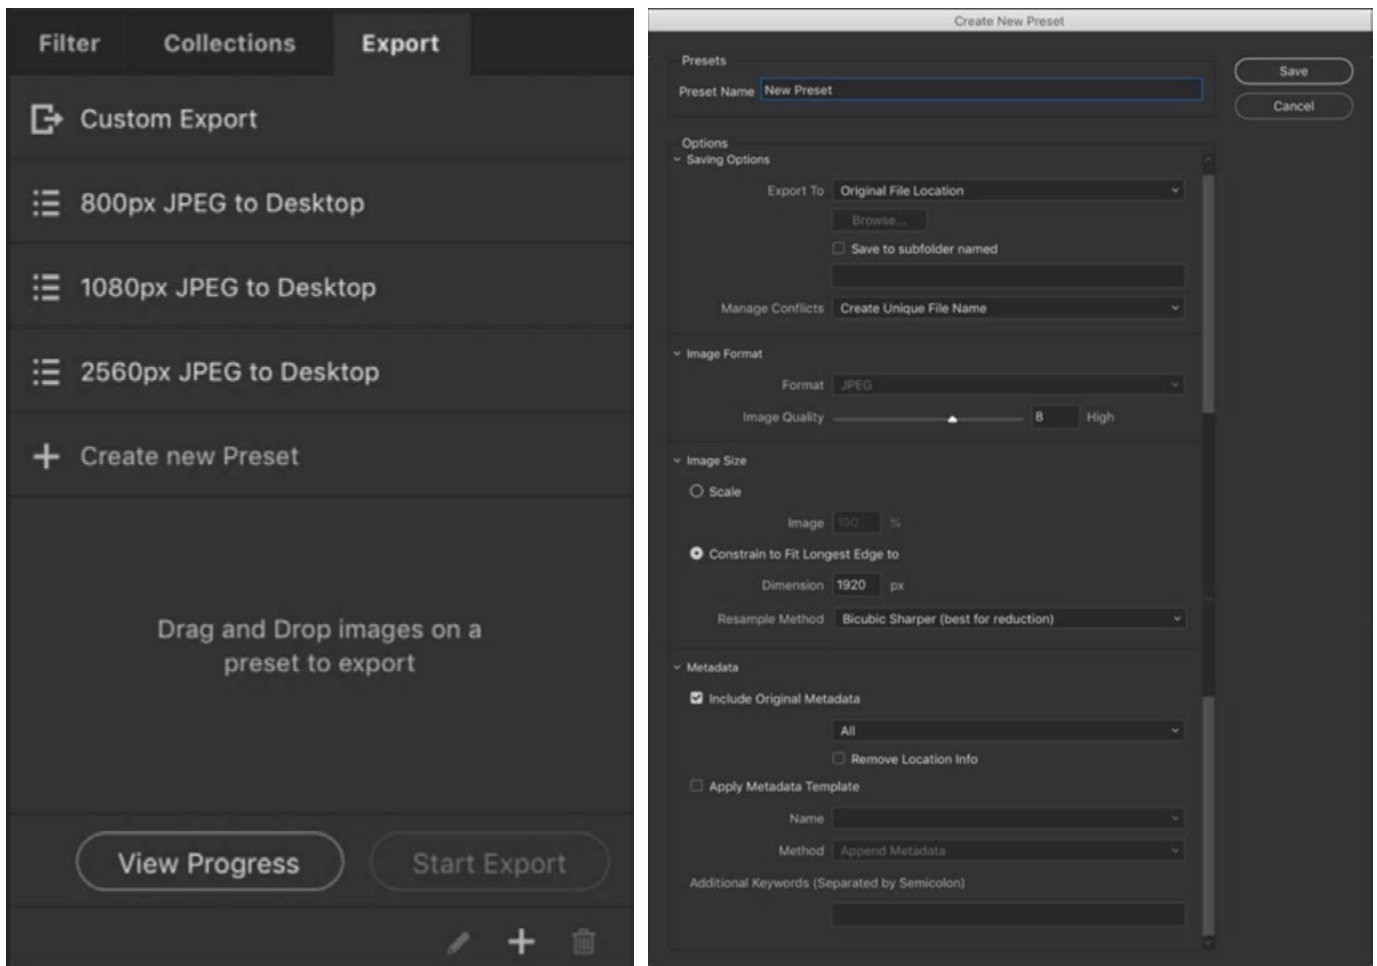 Filter Collections Export
Custom Export
800px JPEG to Desktop
1080px JPEG to Desktop
2560px JPEG to Desktop
Create new Preset
Drag and Drop images on a
preset to export
View Progress Start Export
Create New Preset
Presets
Preset Name New Preset
Save
Cancel
Options
Saving Options
Export To Original File Location
Browse...
Save to subfolder named
Manage Conflicts Create Unique File Name
Image Format
Format JPEG
Image Quality 8 High
Image Size
Scale
Image 100 %
Constrain to Fit Longest Edge to
Dimension 1920 px
Resample Method Bicubic Sharper (best for reduction)
Metadata
Include Original Metadata
All
Remove Location Info
Apply Metadata Template
Name
Method Append Metadata
Additional Keywords (Separated by Semicolon)